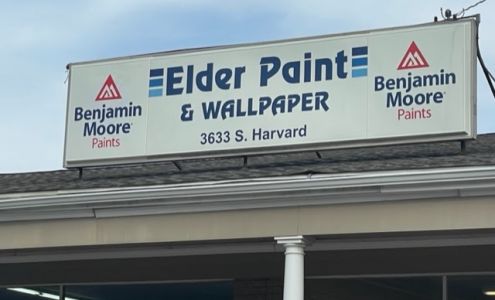 Elder Paint
& WALLPAPER
3633 S. Harvard
Benjamin
Moore®
Paints
Benjamin
Moore®
Paints